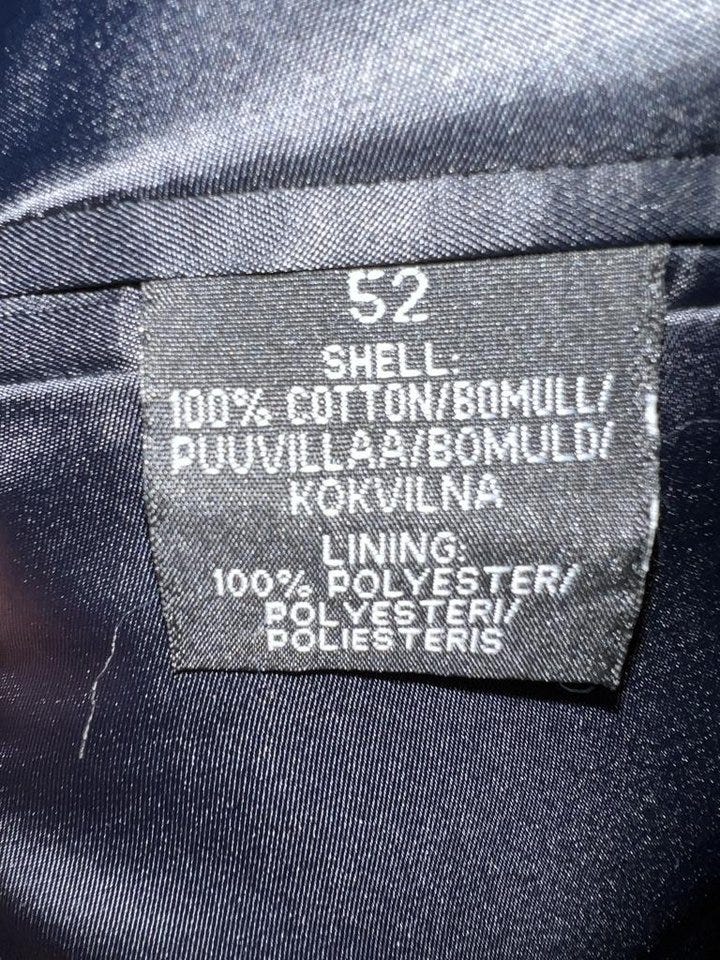 52
SHELL:
100% COTTON/BOMULL/
PUUVILLAA/BOMULD/
KOKVILNA
LINING:
100% POLYESTER/
POLYESTERI/
POLIESTERIS